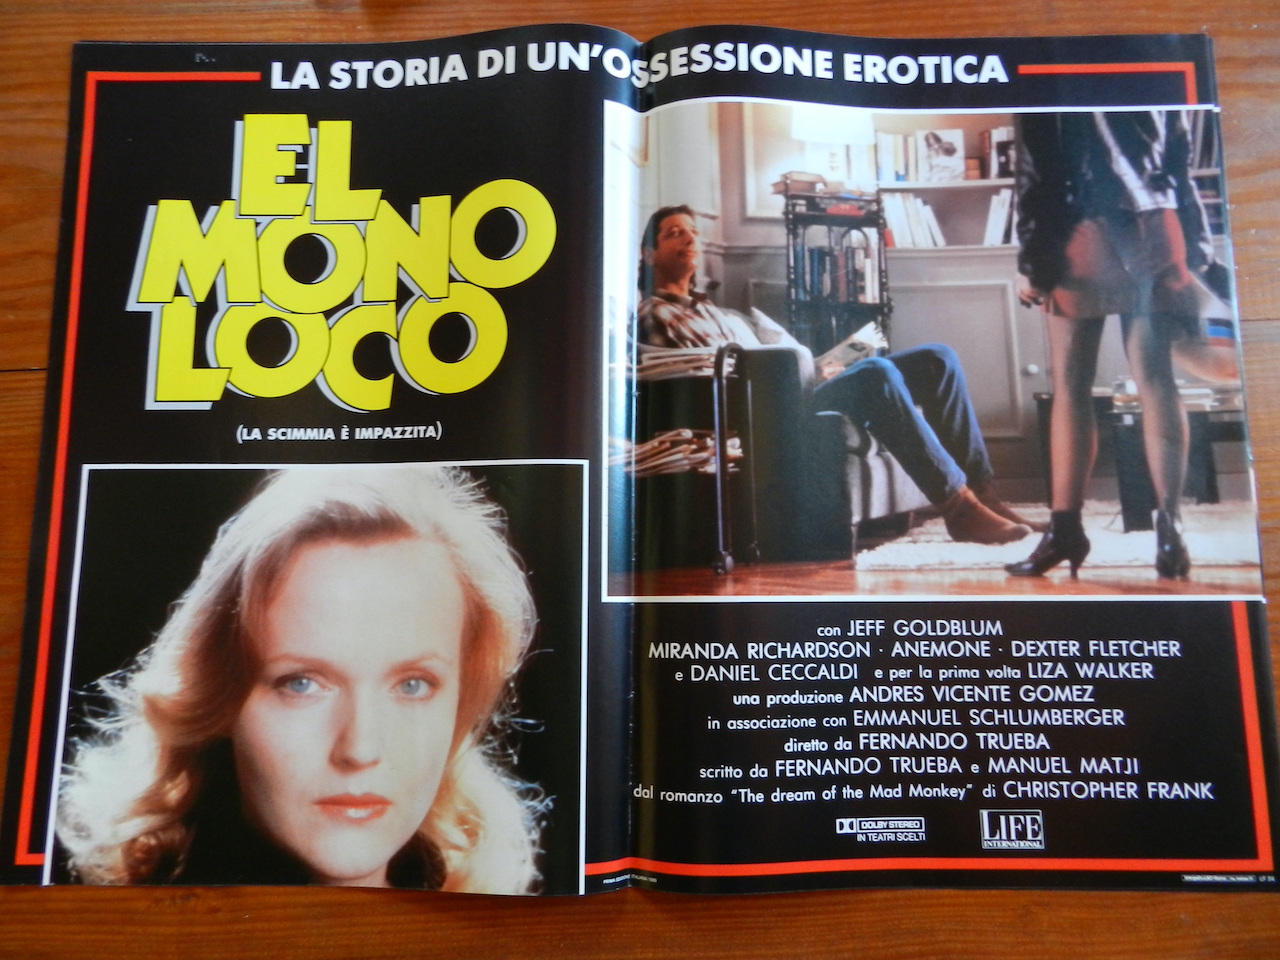 LA STORIA DI UN'OSSESSIONE EROTICA
EL
MONO
LOCO
(LA SCIMMIA È IMPAZZITA)
con JEFF GOLDBLUM
MIRANDA RICHARDSON · ANEMONE · DEXTER FLETCHER
e DANIEL CECCALDI e per la prima volta LIZA WALKER
una produzione ANDRES VICENTE GOMEZ
in associazione con EMMANUEL SCHLUMBERGER
diretto da FERNANDO TRUEBA
scritto da FERNANDO TRUEBA e MANUEL MATJI
dal romanzo "The dream of the Mad Monkey" di CHRISTOPHER FRANK
DOLBY STEREO
IN TEATRI SCELTI
LIFE
INTERNATIONAL
PRIMA EDIZIONE ITALIANA